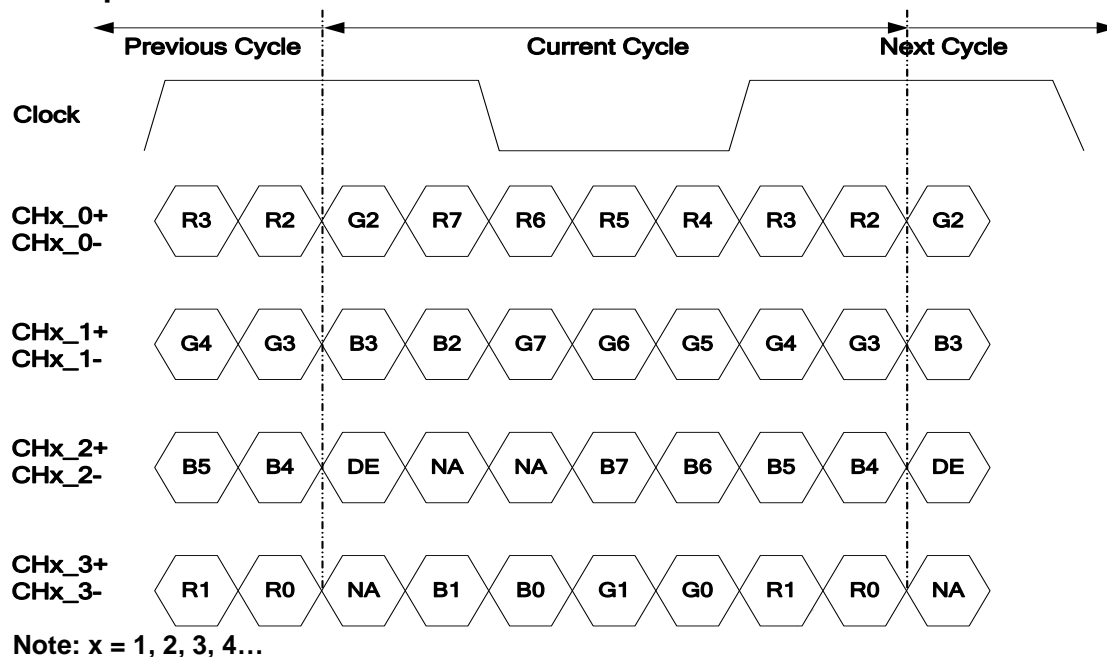 Previous Cycle Current Cycle Next Cycle
Clock
CHx_0+
CHx_0-
R3 R2 G2 R7 R6 R5 R4 R3 R2 G2
CHx_1+
CHx_1-
G4 G3 B3 B2 G7 G6 G5 G4 G3 B3
CHx_2+
CHx_2-
B5 B4 DE NA NA B7 B6 B5 B4 DE
CHx_3+
CHx_3-
R1 R0 NA B1 B0 G1 G0 R1 R0 NA
Note: x = 1, 2, 3, 4…